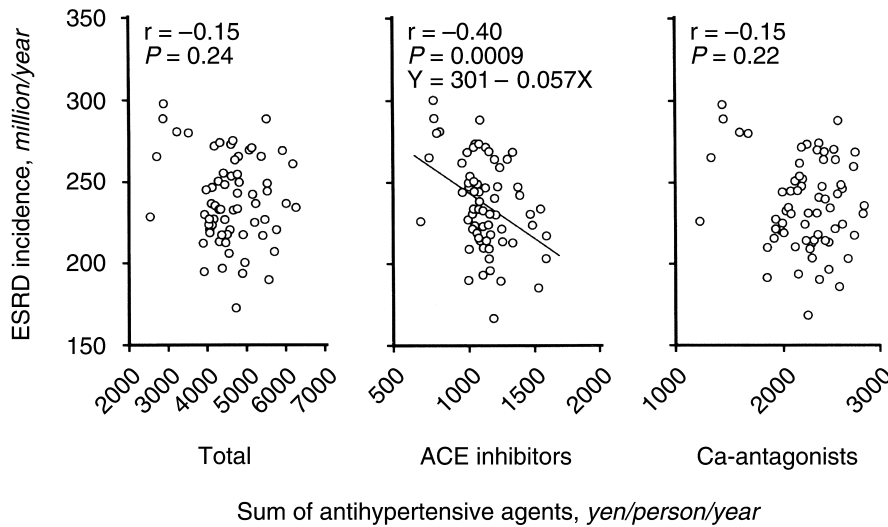 r = –0.15
P = 0.24
r = –0.40
P = 0.0009
Y = 301 – 0.057X
r = –0.15
P = 0.22
ESRD incidence, million/year
350
300
250
200
150
2000 3000 4000 5000 6000 7000
500 1000 1500 2000
1000 2000 3000
Total
ACE inhibitors
Ca-antagonists
Sum of antihypertensive agents, yen/person/year